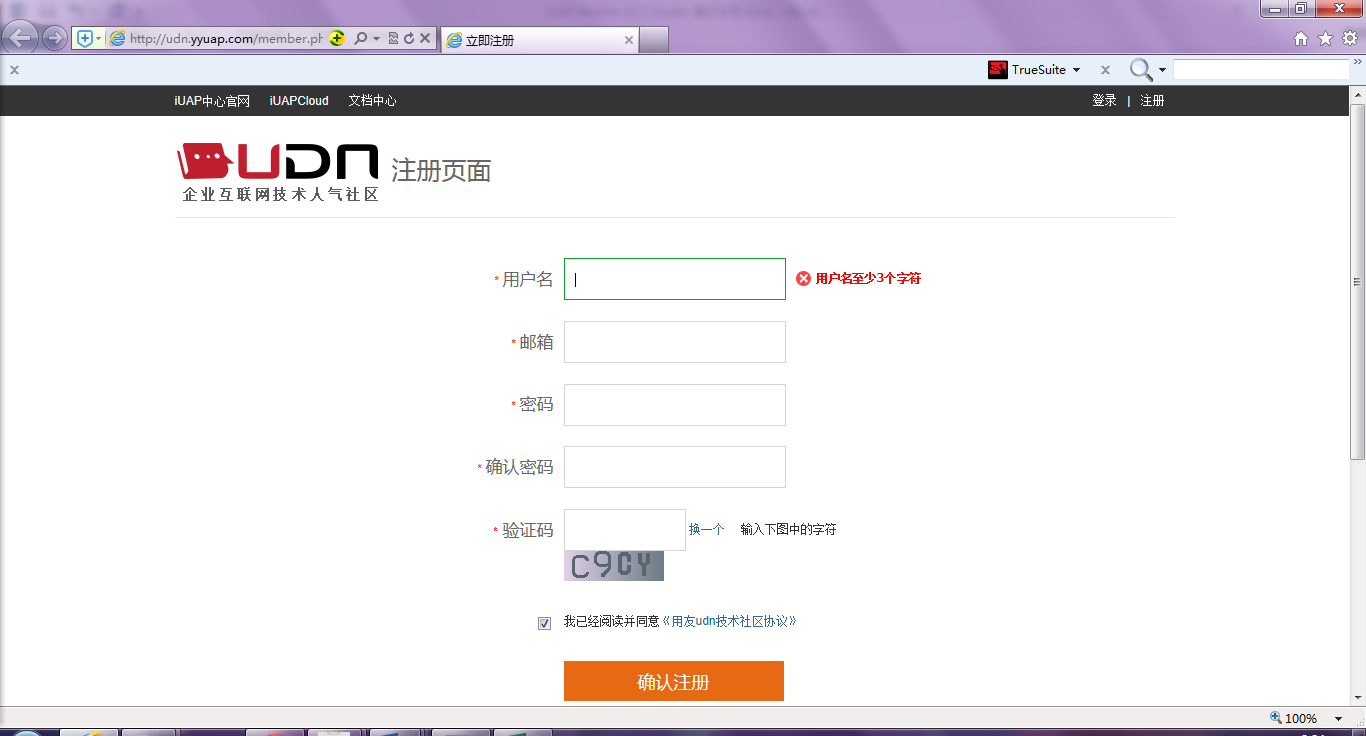 http://udn.yyuap.com/member.ph
立即注册
TrueSuite
iUAP中心官网 iUAPCloud 文档中心 登录 | 注册
UDN 注册页面
企业互联网技术人气社区
* 用户名 用户名至少3个字符
* 邮箱
* 密码
* 确认密码
* 验证码 换一个 输入下图中的字符
C9CY
我已经阅读并同意《用友udn技术社区协议》
确认注册
100%